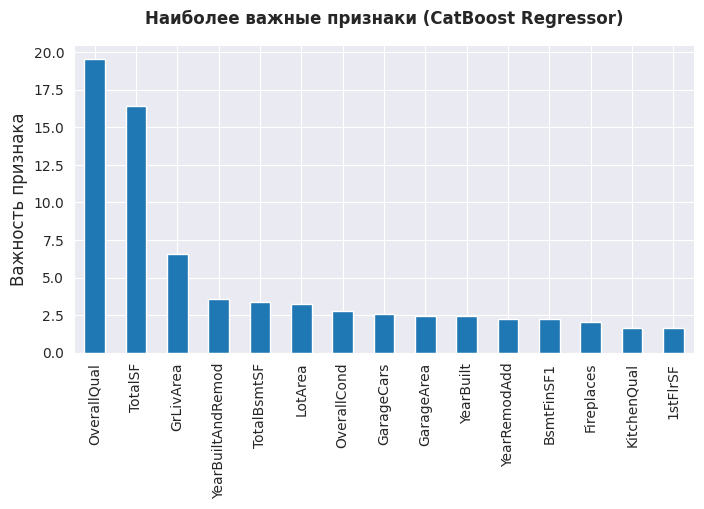 Наиболее важные признаки (CatBoost Regressor)
Важность признака
20.0
17.5
15.0
12.5
10.0
7.5
5.0
2.5
0.0
OverallQual
TotalSF
GrLivArea
YearBuiltAndRemod
TotalBsmtSF
LotArea
OverallCond
GarageCars
GarageArea
YearBuilt
YearRemodAdd
BsmtFinSF1
Fireplaces
KitchenQual
1stFlrSF